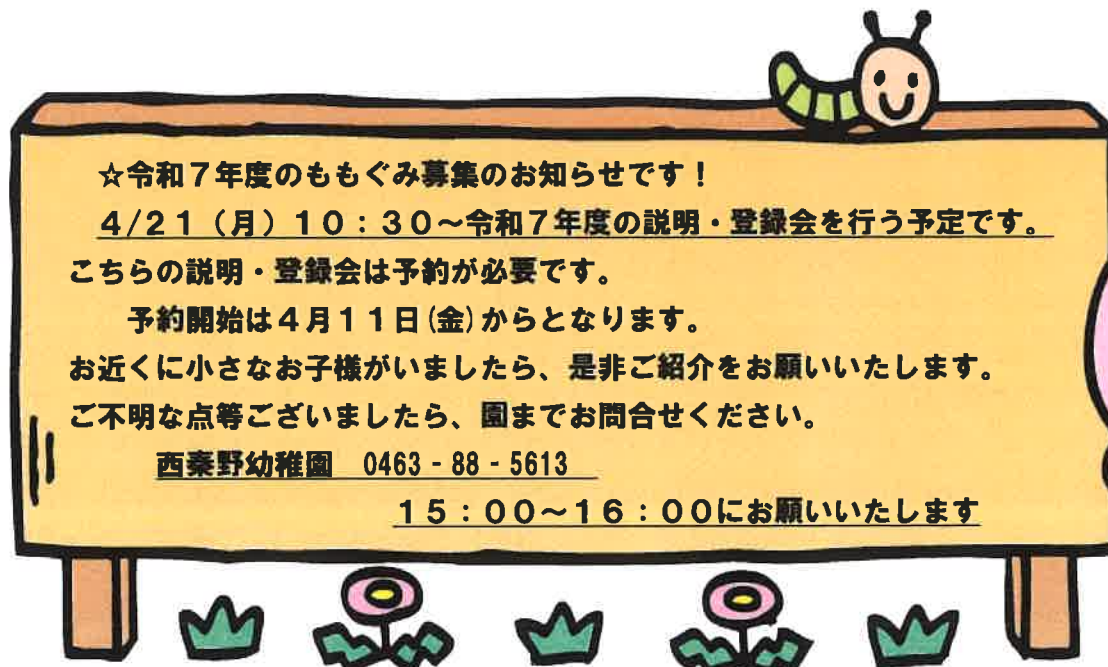 ☆令和７年度のももぐみ募集のお知らせです！
４/２１（月）１０：３０～令和７年度の説明・登録会を行う予定です。
こちらの説明・登録会は予約が必要です。
予約開始は４月１１日(金)からとなります。
お近くに小さなお子様がいましたら、是非ご紹介をお願いいたします。
ご不明な点等ございましたら、園までお問合せください。
西秦野幼稚園　0463‐88‐5613
１５：００～１６：００にお願いいたします